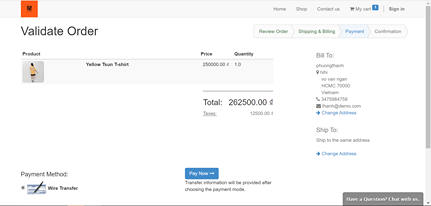 Home Shop Contact us My cart 1 Sign in
Validate Order
Review Order Shipping & Billing Payment Confirmation
Product Price Quantity
Yellow Tsun T-shirt 250000.00 ₫ 1.0
Total: 262500.00 ₫
Taxes: 12500.00 ₫
Bill To:
phuongthanh
NiNi
vo van ngan
HCMC 70000
Vietnam
3475984759
thanh@demo.com
Change Address
Ship To:
Ship to the same address
Change Address
Payment Method:
Wire Transfer
Pay Now
Transfer information will be provided after
choosing the payment mode.
Have a Question? Chat with us.